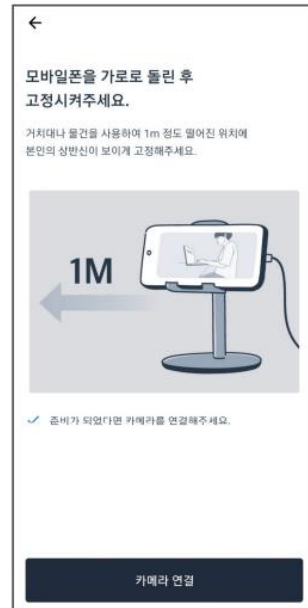 모바일폰을 가로로 돌린 후
고정시켜주세요.
거치대나 물건을 사용하여 1m 정도 떨어진 위치에
본인의 상반신이 보이게 고정해주세요.
1M
준비가 되었다면 카메라를 연결해주세요.
카메라 연결